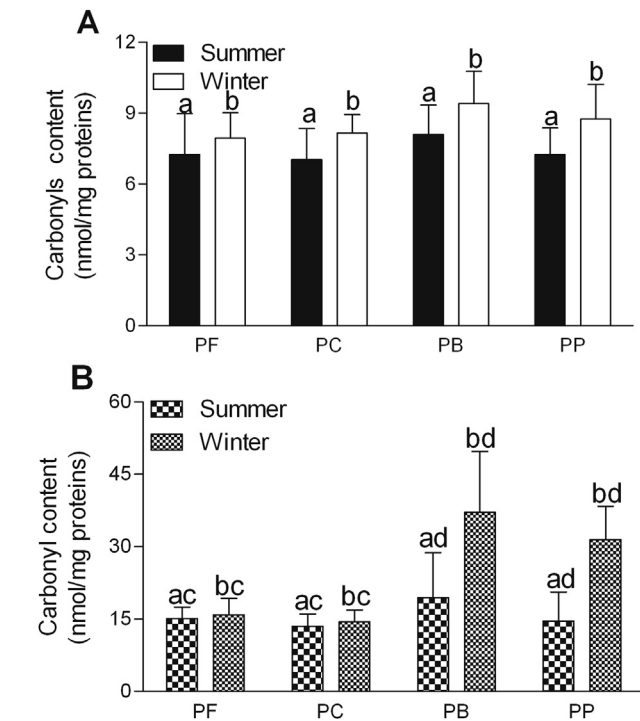 A
12
Summer
Winter
a b a b a b a b
9
6
3
0
Carbonyls content
(nmol/mg proteins)
PF PC PB PP
B
60
Summer
Winter
45
30
15
0
ac bc ac bc ad bd ad bd
Carbonyl content
(nmol/mg proteins)
PF PC PB PP